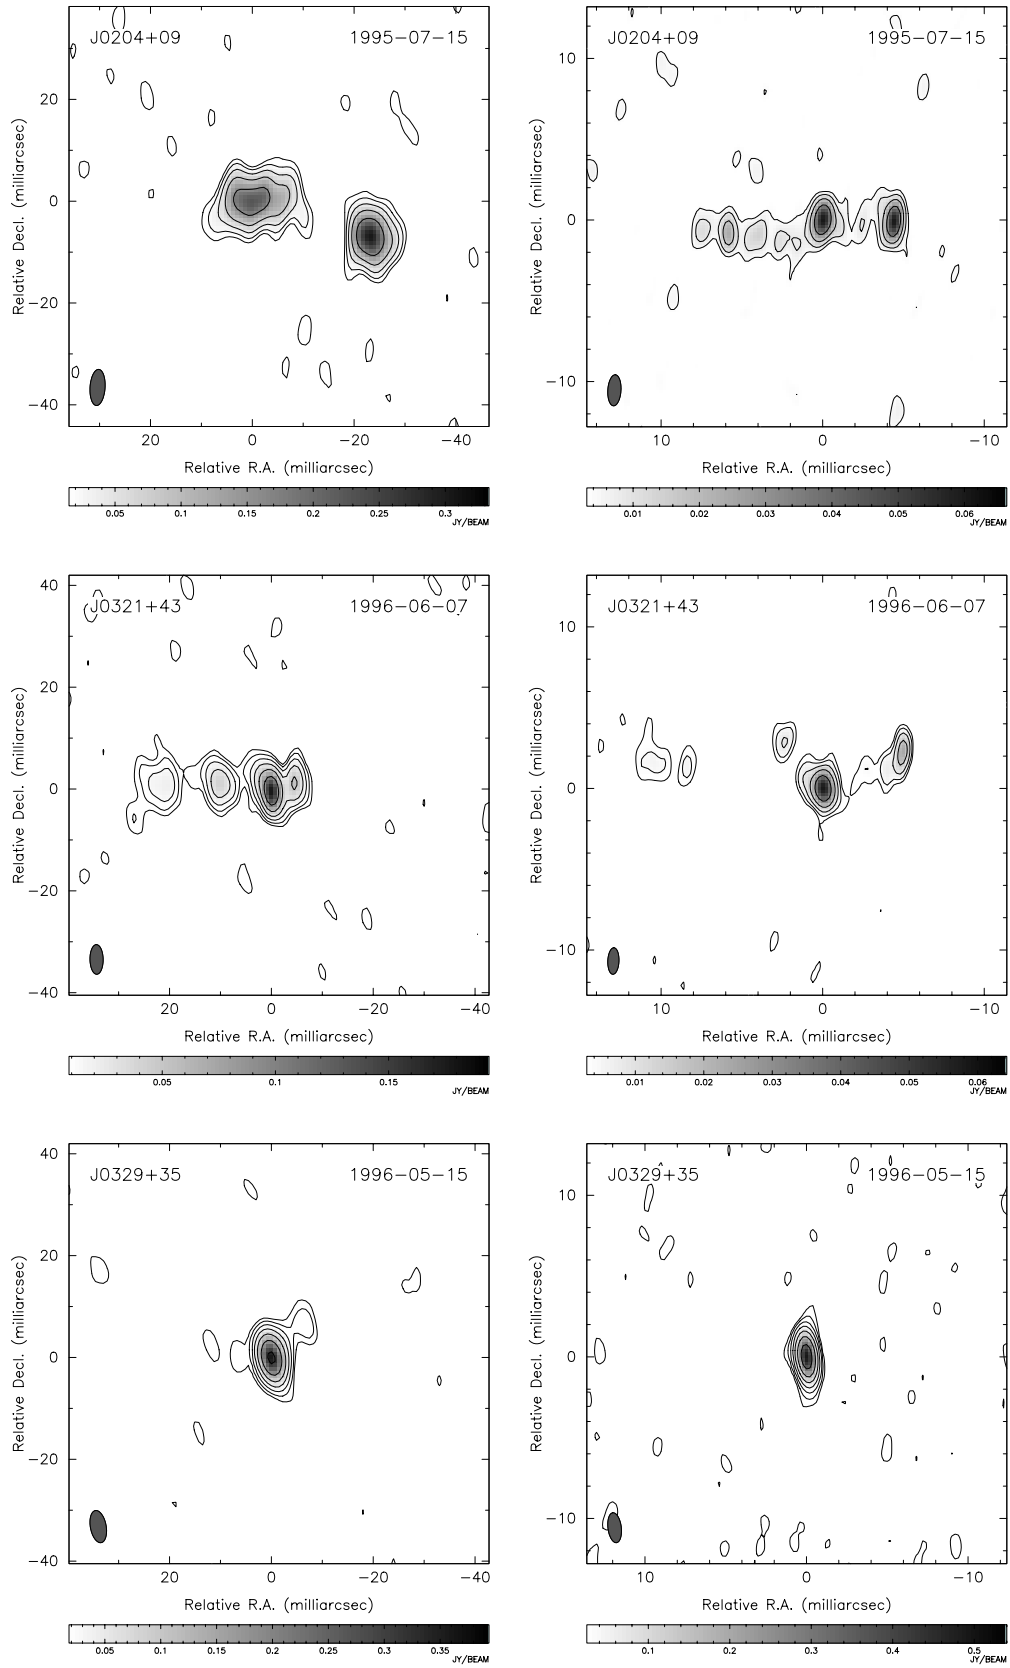 J0204+09 1995-07-15
20
0
−20
−40
Relative Decl. (milliarcsec)
20 0 −20 −40
Relative R.A. (milliarcsec)
0.05 0.1 0.15 0.2 0.25 0.3
JY/BEAM
J0204+09 1995-07-15
10
0
−10
Relative Decl. (milliarcsec)
10 0 −10
Relative R.A. (milliarcsec)
0.01 0.02 0.03 0.04 0.05 0.06
JY/BEAM
J0321+43 1996-06-07
40
20
0
−20
−40
Relative Decl. (milliarcsec)
20 0 −20 −40
Relative R.A. (milliarcsec)
0.05 0.1 0.15
JY/BEAM
J0321+43 1996-06-07
10
0
−10
Relative Decl. (milliarcsec)
10 0 −10
Relative R.A. (milliarcsec)
0.01 0.02 0.03 0.04 0.05 0.06
JY/BEAM
J0329+35 1996-05-15
40
20
0
−20
−40
Relative Decl. (milliarcsec)
20 0 −20 −40
Relative R.A. (milliarcsec)
0.05 0.1 0.15 0.2 0.25 0.3 0.35
JY/BEAM
J0329+35 1996-05-15
10
0
−10
Relative Decl. (milliarcsec)
10 0 −10
Relative R.A. (milliarcsec)
0.1 0.2 0.3 0.4 0.5
JY/BEAM